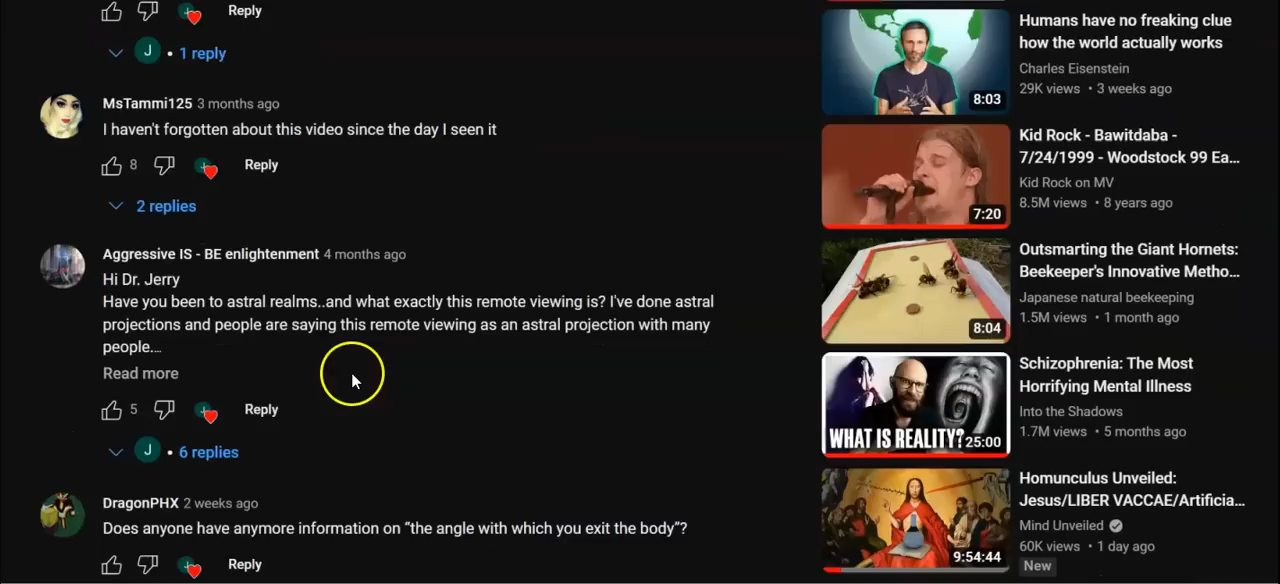 Reply
J • 1 reply
MsTammi125 3 months ago
I haven't forgotten about this video since the day I seen it
8 Reply
2 replies
Aggressive IS - BE enlightenment 4 months ago
Hi Dr. Jerry
Have you been to astral realms..and what exactly this remote viewing is? I've done astral
projections and people are saying this remote viewing as an astral projection with many
people....
Read more
5 Reply
J • 6 replies
DragonPHX 2 weeks ago
Does anyone have anymore information on “the angle with which you exit the body”?
Reply
8:03
Humans have no freaking clue
how the world actually works
Charles Eisenstein
29K views • 3 weeks ago
7:20
Kid Rock - Bawitdaba -
7/24/1999 - Woodstock 99 Ea...
Kid Rock on MV
8.5M views • 8 years ago
8:04
Outsmarting the Giant Hornets:
Beekeeper's Innovative Metho...
Japanese natural beekeeping
1.5M views • 1 month ago
WHAT IS REALITY? 25:00
Schizophrenia: The Most
Horrifying Mental Illness
Into the Shadows
1.7M views • 5 months ago
9:54:44
Homunculus Unveiled:
Jesus/LIBER VACCAE/Artificia...
Mind Unveiled
60K views • 1 day ago
New